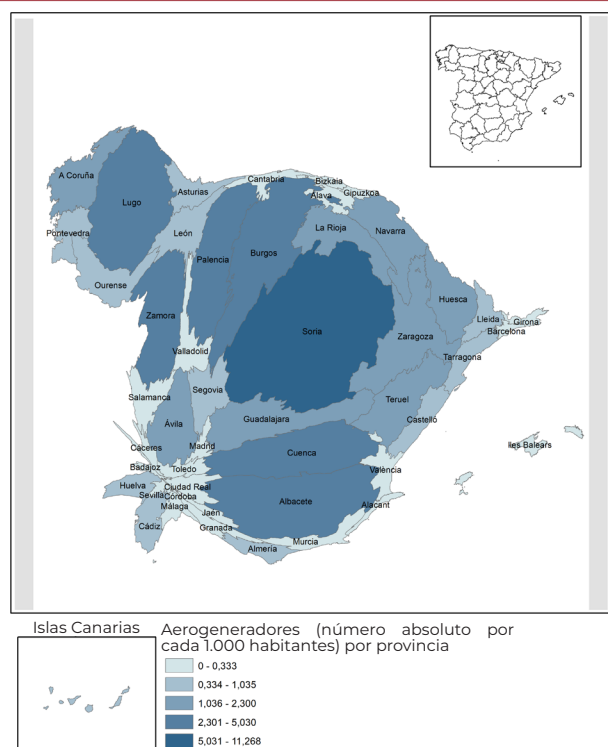 Cantabria
Bizkaia
A Coruña
Asturias
Gipuzkoa
Álava
Lugo
La Rioja
Navarra
Pontevedra
León
Palencia
Burgos
Ourense
Huesca
Zamora
Soria
Lleida
Girona
Barcelona
Zaragoza
Valladolid
Tarragona
Salamanca
Segovia
Teruel
Ávila
Guadalajara
Castelló
Madrid
Illes Balears
Cáceres
Cuenca
Badajoz
Toledo
València
Huelva
Ciudad Real
Sevilla
Córdoba
Albacete
Málaga
Jaén
Alacant
Cádiz
Granada
Murcia
Almería
Islas Canarias
Aerogeneradores (número absoluto por
cada 1.000 habitantes) por provincia
0 - 0,333
0,334 - 1,035
1,036 - 2,300
2,301 - 5,030
5,031 - 11,268